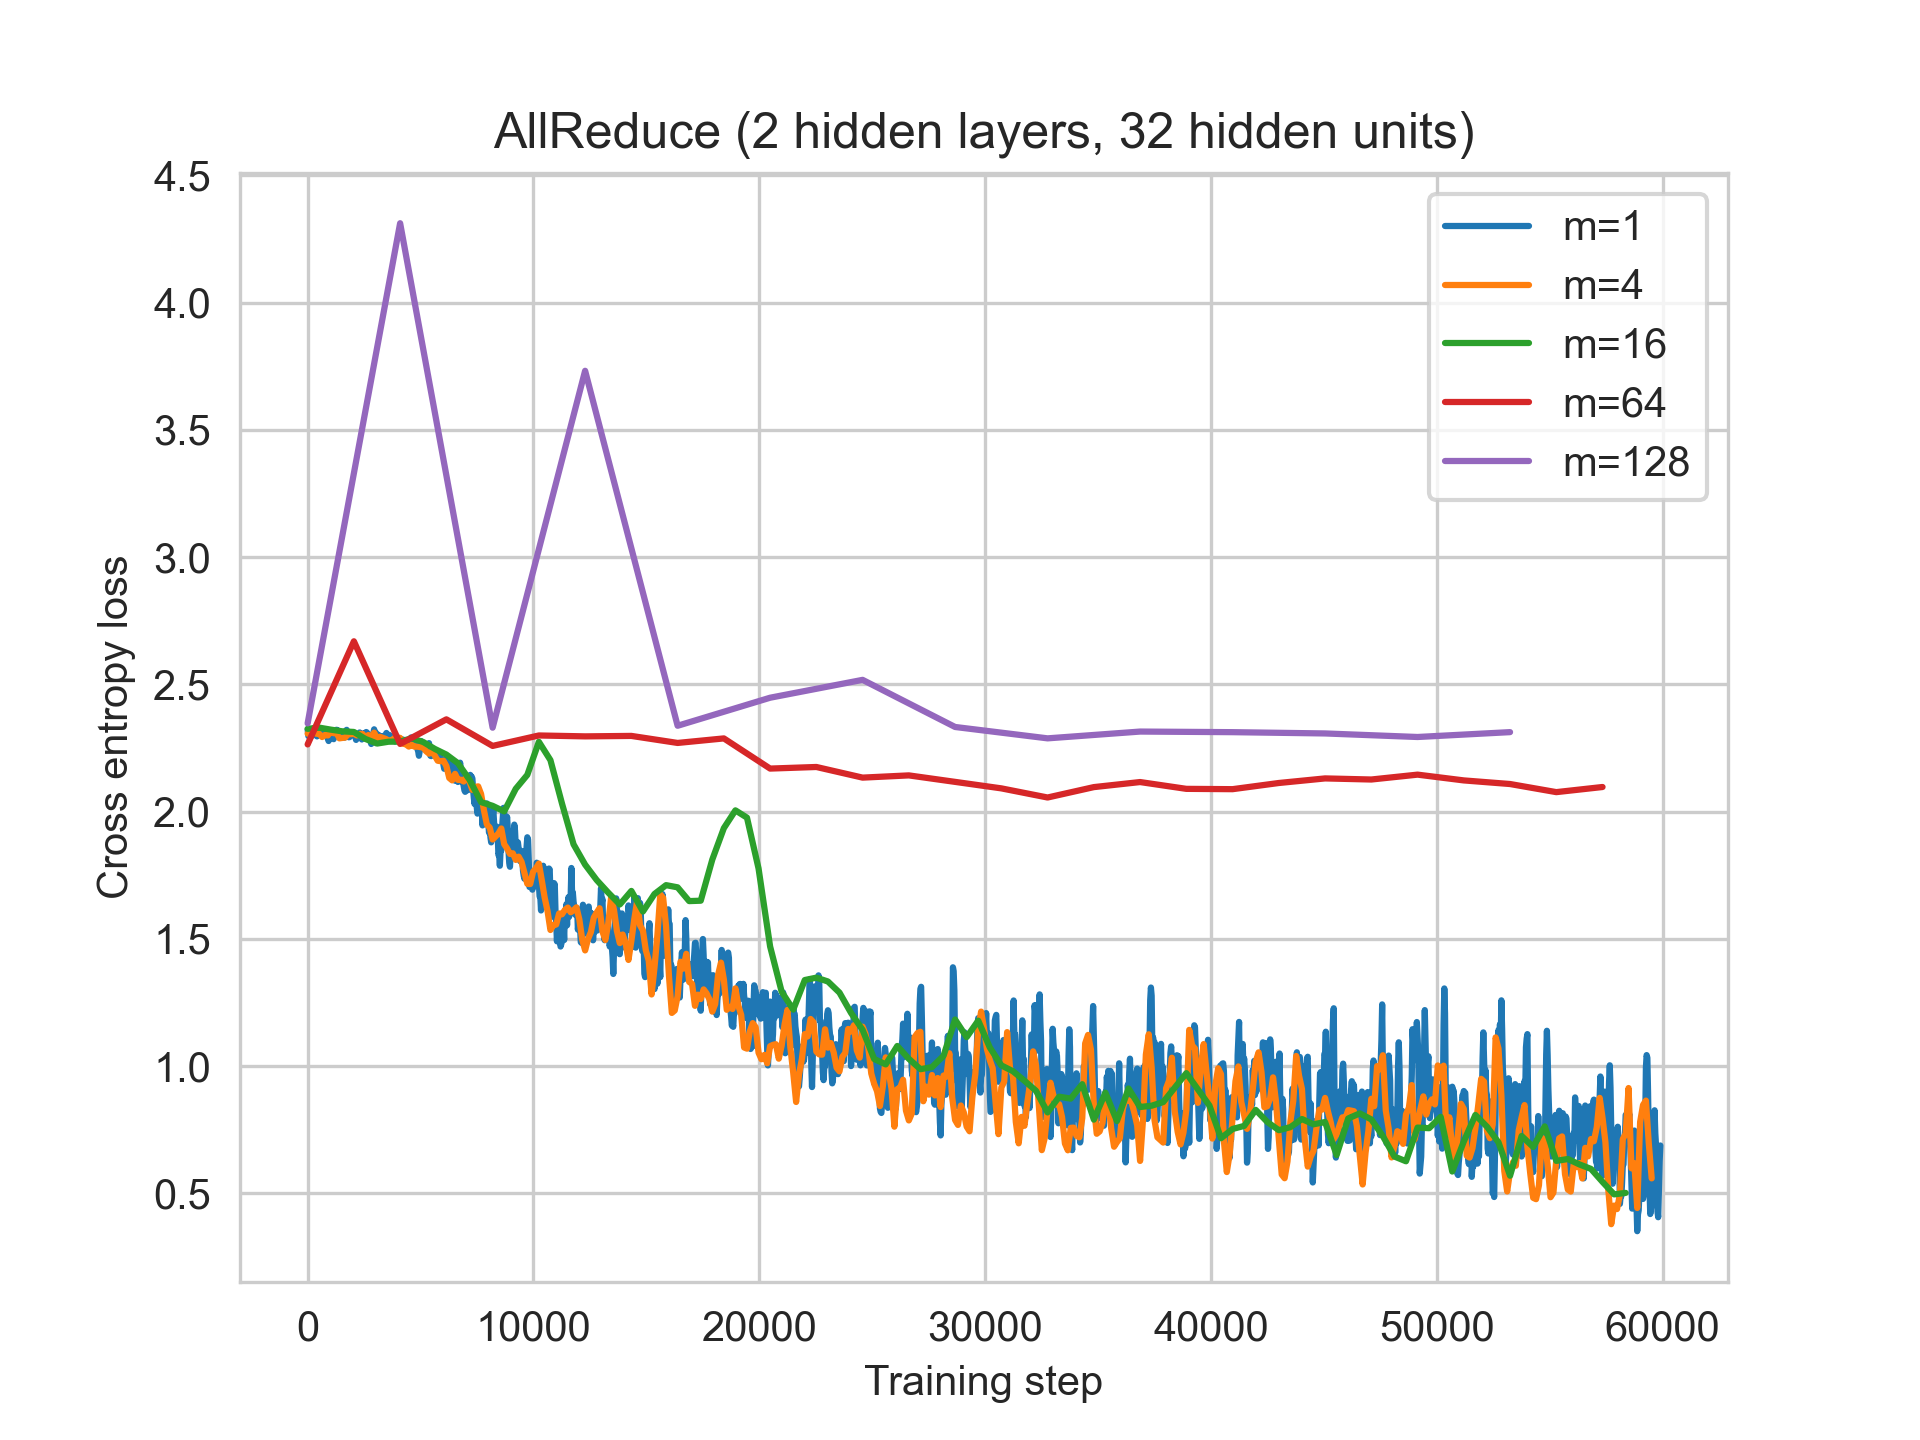 AllReduce (2 hidden layers, 32 hidden units)
4.5
4.0
3.5
3.0
2.5
2.0
1.5
1.0
0.5
Cross entropy loss
m=1
m=4
m=16
m=64
m=128
0 10000 20000 30000 40000 50000 60000
Training step